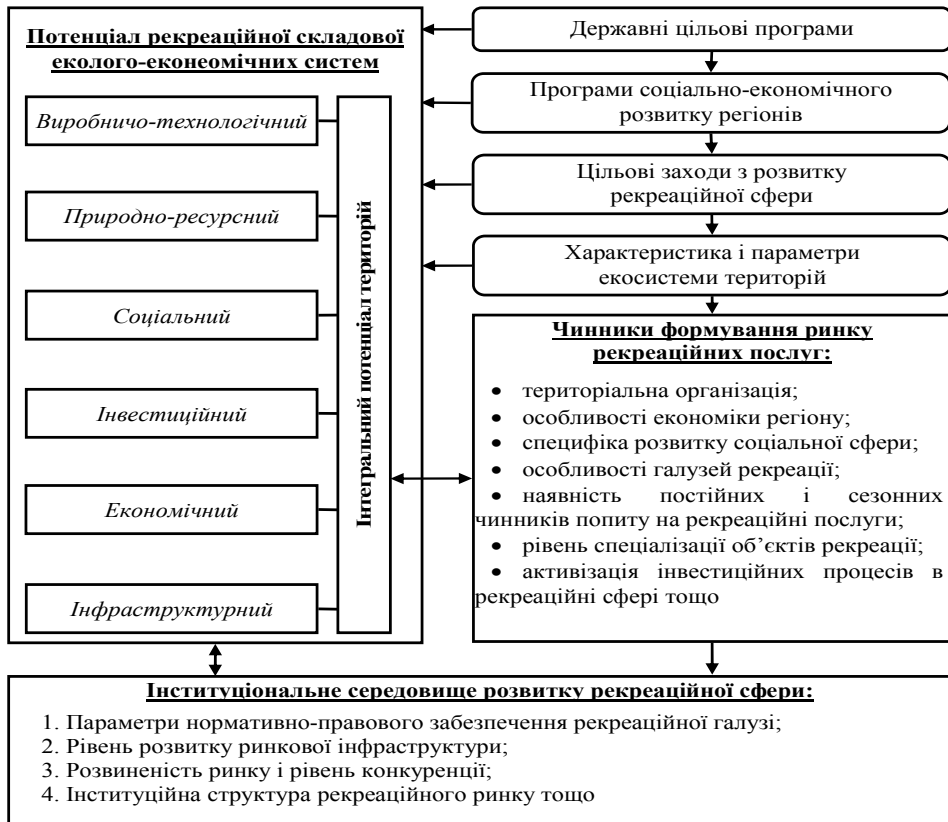 Потенціал рекреаційної складової
еколого-еконеомічних систем
Виробничо-технологічний
Природно-ресурсний
Соціальний
Інвестиційний
Економічний
Інфраструктурний
Інтегральний потенціал територій
Державні цільові програми
Програми соціально-економічного
розвитку регіонів
Цільові заходи з розвитку
рекреаційної сфери
Характеристика і параметри
екосистеми територій
Чинники формування ринку
рекреаційних послуг:
• територіальна організація;
• особливості економіки регіону;
• специфіка розвитку соціальної сфери;
• особливості галузей рекреації;
• наявність постійних і сезонних
чинників попиту на рекреаційні послуги;
• рівень спеціалізації об’єктів рекреації;
• активізація інвестиційних процесів в
рекреаційні сфері тощо
Інституціональне середовище розвитку рекреаційної сфери:
1. Параметри нормативно-правового забезпечення рекреаційної галузі;
2. Рівень розвитку ринкової інфраструктури;
3. Розвиненість ринку і рівень конкуренції;
4. Інституційна структура рекреаційного ринку тощо